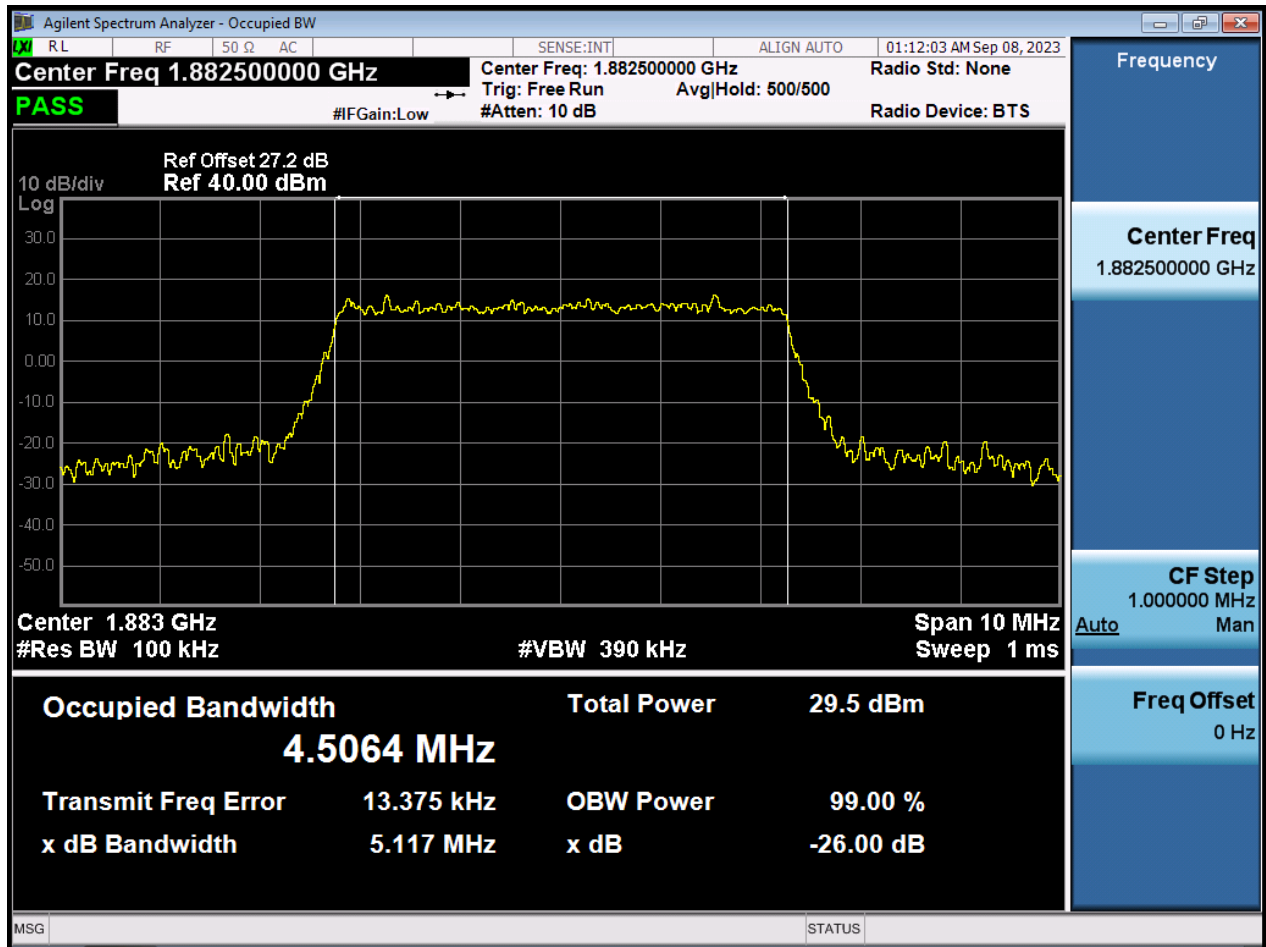 Agilent Spectrum Analyzer - Occupied BW
LXI RL RF 50 Ω AC SENSE:INT ALIGN AUTO 01:12:03 AM Sep 08, 2023
Center Freq 1.882500000 GHz
Center Freq: 1.882500000 GHz
Radio Std: None
Trig: Free Run Avg|Hold: 500/500
PASS
#IFGain:Low
#Atten: 10 dB
Radio Device: BTS
Ref Offset 27.2 dB
10 dB/div Ref 40.00 dBm
Log
30.0
20.0
10.0
0.00
-10.0
-20.0
-30.0
-40.0
-50.0
Center 1.883 GHz Span 10 MHz
#Res BW 100 kHz #VBW 390 kHz Sweep 1 ms
Occupied Bandwidth Total Power 29.5 dBm
4.5064 MHz
Transmit Freq Error 13.375 kHz OBW Power 99.00 %
x dB Bandwidth 5.117 MHz x dB -26.00 dB
Frequency
Center Freq
1.882500000 GHz
CF Step
1.000000 MHz
Auto Man
Freq Offset
0 Hz
MSG STATUS